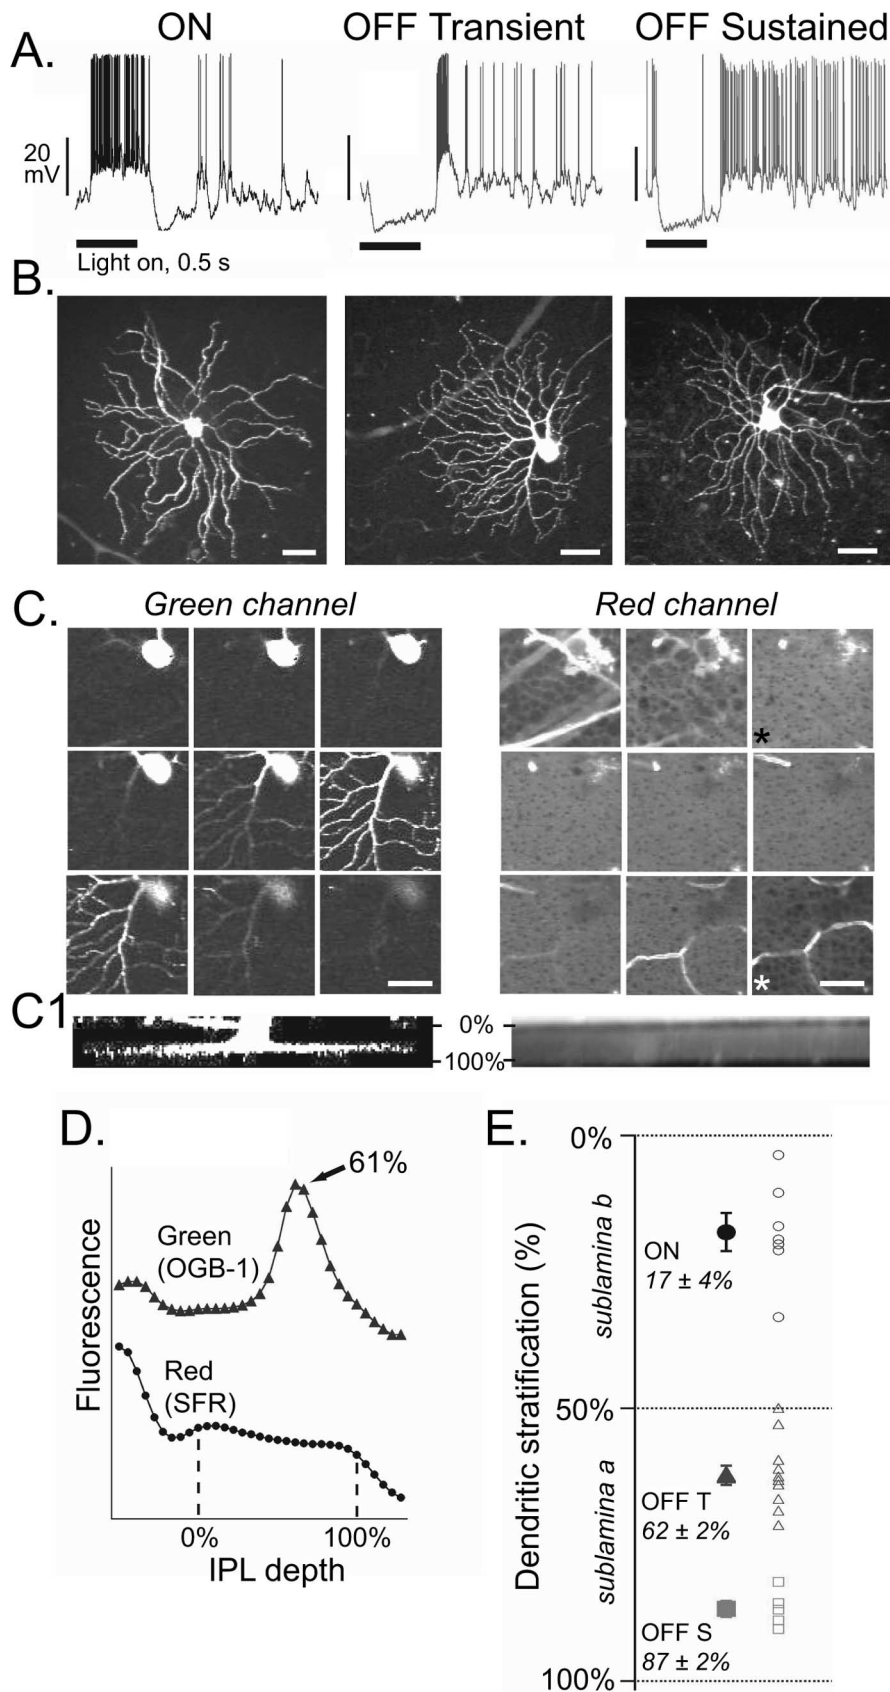 ON
OFF Transient
OFF Sustained
A.
20
mV
Light on, 0.5 s
B.
C.
Green channel
Red channel
*
*
C1
0%
100%
D.
61%
Green
(OGB-1)
Red
(SFR)
Fluorescence
0%
100%
IPL depth
E.
0%
50%
100%
Dendritic stratification (%)
sublamina b
sublamina a
ON
17 ± 4%
OFF T
62 ± 2%
OFF S
87 ± 2%